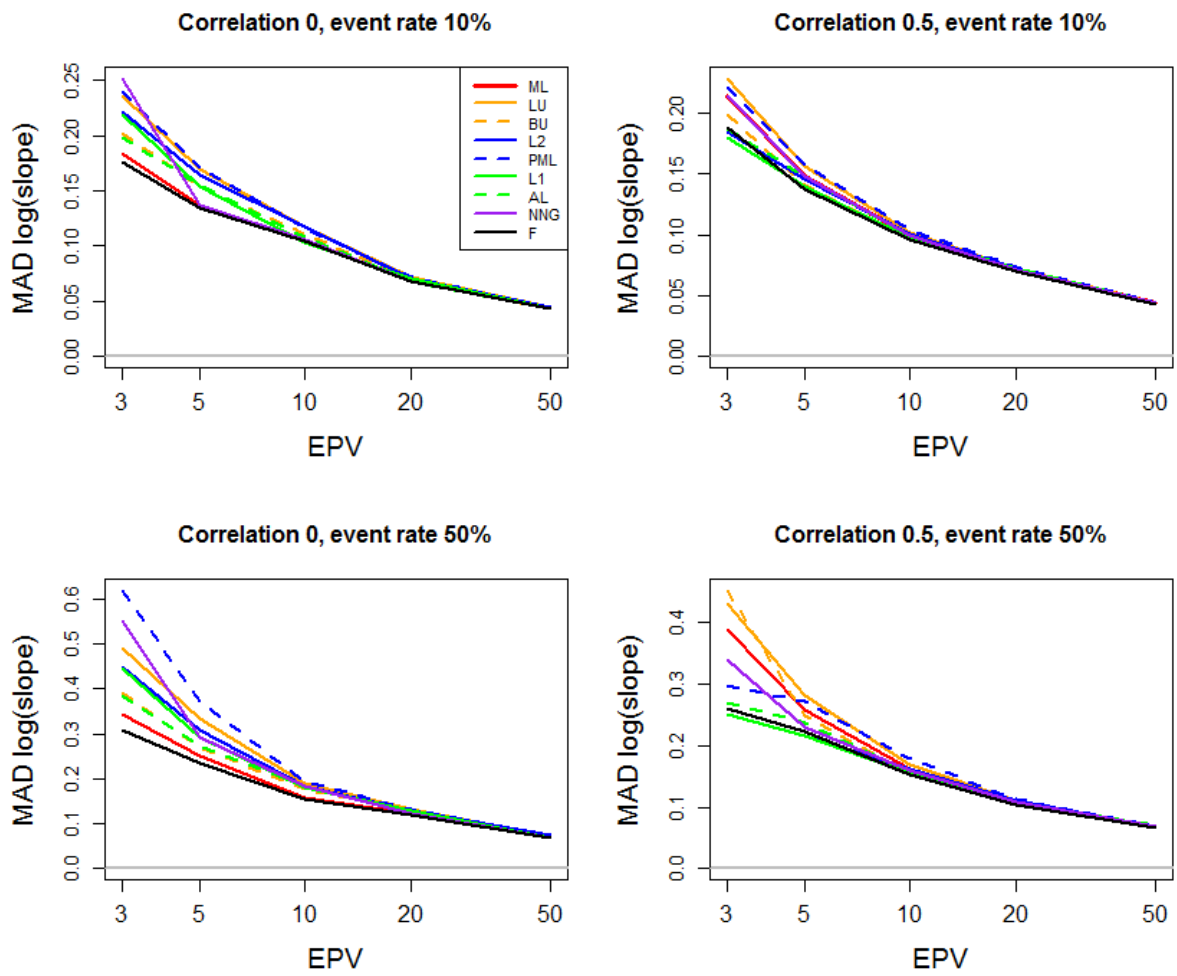 Correlation 0, event rate 10%
MAD log(slope)
0.25
0.20
0.15
0.10
0.05
0.00
ML
LU
BU
L2
PML
L1
AL
NNG
F
3 5 10 20 50
EPV
Correlation 0.5, event rate 10%
MAD log(slope)
0.20
0.15
0.10
0.05
0.00
3 5 10 20 50
EPV
Correlation 0, event rate 50%
MAD log(slope)
0.6
0.5
0.4
0.3
0.2
0.1
0.0
3 5 10 20 50
EPV
Correlation 0.5, event rate 50%
MAD log(slope)
0.4
0.3
0.2
0.1
0.0
3 5 10 20 50
EPV